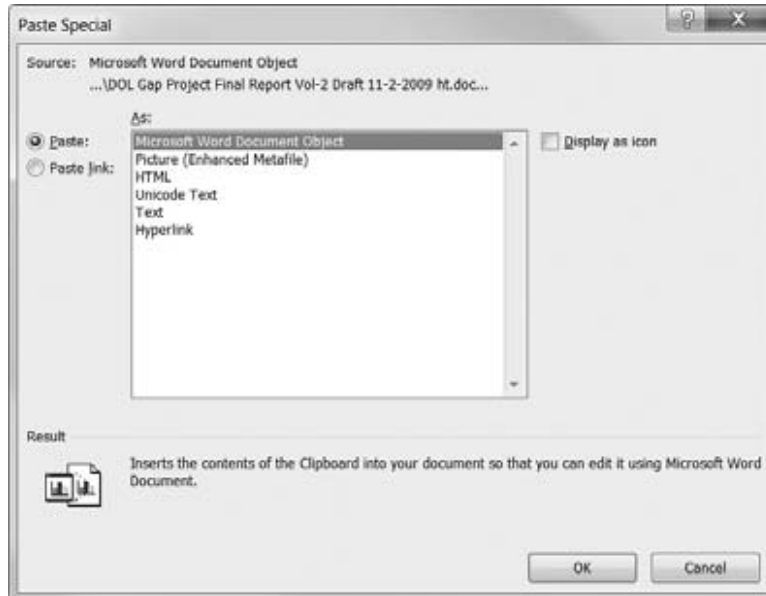 Paste Special
Source: Microsoft Word Document Object
...\DOL Gap Project Final Report Vol-2 Draft 11-2-2009 ht.doc...
As:
Paste:
Paste link:
Microsoft Word Document Object
Picture (Enhanced Metafile)
HTML
Unicode Text
Text
Hyperlink
Display as icon
Result
Inserts the contents of the Clipboard into your document so that you can edit it using Microsoft Word
Document.
OK
Cancel